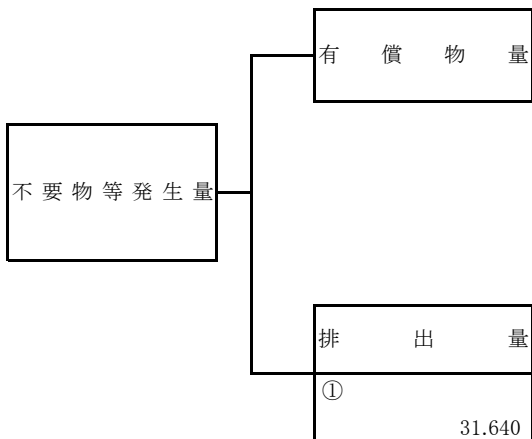 有償物量
不要物等発生量
排出量
①
31.640